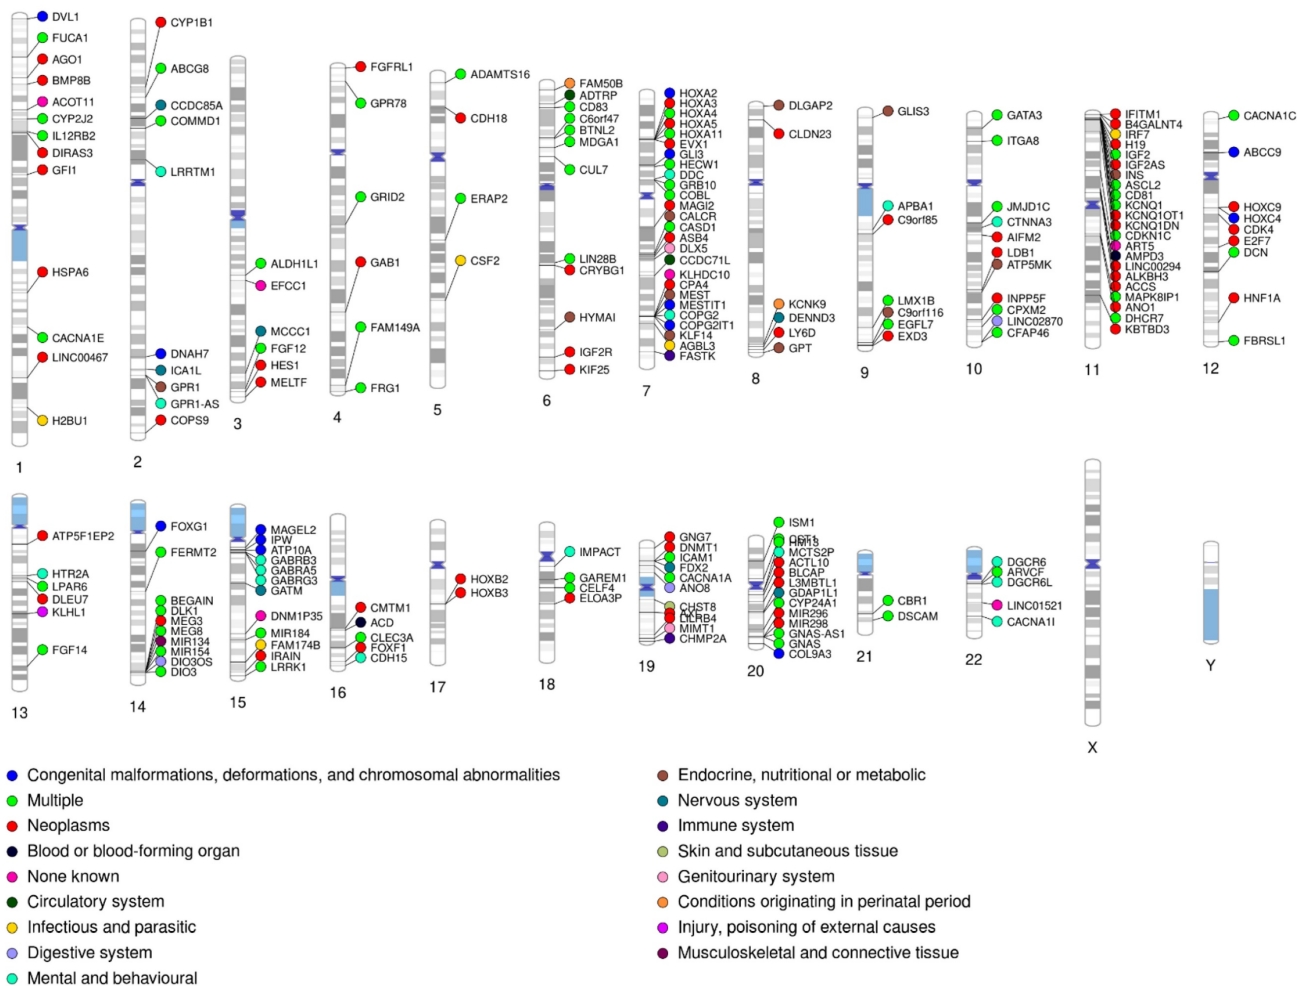 DVL1
FUCA1
AGO1
BMP8B
ACOT11
CYP2J2
IL12RB2
DIRAS3
GFI1
HSPA6
CACNA1E
LINC00467
H2BU1
1
CYP1B1
ABCG8
CCDC85A
COMMD1
LRRTM1
DNAH7
ICA1L
GPR1
GPR1-AS
COPS9
2
ALDH1L1
EFCC1
MCCC1
FGF12
HES1
MELTF
3
FGFRL1
GPR78
GRID2
GAB1
FAM149A
FRG1
4
ADAMTS16
CDH18
ERAP2
CSF2
5
FAM50B
ADTRP
CD83
C6orf47
BTNL2
MDGA1
CUL7
LIN28B
CRYBG1
HYMAI
IGF2R
KIF25
6
HOXA2
HOXA3
HOXA4
HOXA5
HOXA11
EVX1
GLI3
HECW1
DDC
GRB10
COBL
MAGI2
CALCR
CASD1
ASB4
DLX5
CCDC71L
KLHDC10
CPA4
MEST
MESTIT1
COPG2
COPG2IT1
KLF14
AGBL3
FASTK
7
DLGAP2
CLDN23
KCNK9
DENND3
LY6D
GPT
8
GLIS3
APBA1
C9orf85
LMX1B
C9orf116
EGFL7
EXD3
9
GATA3
ITGA8
JMJD1C
CTNNA3
AIFM2
LDB1
ATP5MK
INPP5F
CPXM2
LINC02870
CFAP46
10
IFITM1
B4GALNT4
IRF7
H19
IGF2
IGF2AS
INS
ASCL2
CD81
KCNQ1
KCNQ1OT1
KCNQ1DN
CDKN1C
ART5
AMPD3
LINC00294
ALKBH3
ACCS
MAPK8IP1
ANO1
DHCR7
KBTBD3
11
CACNA1C
ABCC9
HOXC9
HOXC4
CDK4
E2F7
DCN
HNF1A
FBRSL1
12
ATP5F1EP2
HTR2A
LPAR6
DLEU7
KLHL1
FGF14
13
FOXG1
FERMT2
BEGAIN
DLK1
MEG3
MEG8
MIR134
MIR154
DIO3OS
DIO3
14
MAGEL2
IPW
ATP10A
GABRB3
GABRA5
GABRG3
GATM
DNM1P35
MIR184
FAM174B
IRAIN
LRRK1
15
CMTM1
ACD
CLEC3A
FOXF1
CDH15
16
HOXB2
HOXB3
17
IMPACT
GAREM1
CELF4
ELOA3P
18
GNG7
DNMT1
ICAM1
FDX2
CACNA1A
ANO8
CHST8
LILRB4
MIMT1
CHMP2A
19
ISM1
HM13
MCTS2P
ACTL10
BLCAP
L3MBTL1
GDAP1L1
CYP24A1
MIR296
MIR298
GNAS-AS1
GNAS
COL9A3
20
CBR1
DSCAM
21
DGCR6
ARVCF
DGCR6L
LINC01521
CACNA1I
22
X
Y
Congenital malformations, deformations, and chromosomal abnormalities
Multiple
Neoplasms
Blood or blood-forming organ
None known
Circulatory system
Infectious and parasitic
Digestive system
Mental and behavioural
Endocrine, nutritional or metabolic
Nervous system
Immune system
Skin and subcutaneous tissue
Genitourinary system
Conditions originating in perinatal period
Injury, poisoning of external causes
Musculoskeletal and connective tissue